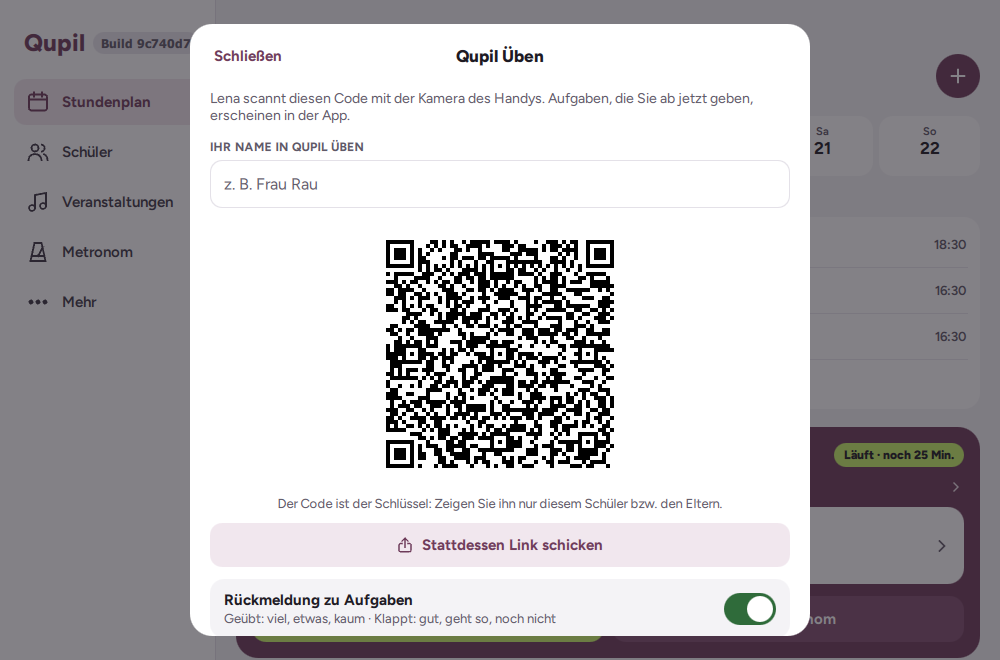 Qupil
Build 9c740d7
Stundenplan
Schüler
Veranstaltungen
Metronom
Mehr
Schließen
Qupil Üben
Lena scannt diesen Code mit der Kamera des Handys. Aufgaben, die Sie ab jetzt geben,
erscheinen in der App.
IHR NAME IN QUPIL ÜBEN
z. B. Frau Rau
Der Code ist der Schlüssel: Zeigen Sie ihn nur diesem Schüler bzw. den Eltern.
Stattdessen Link schicken
Rückmeldung zu Aufgaben
Geübt: viel, etwas, kaum · Klappt: gut, geht so, noch nicht
Sa
21
So
22
18:30
16:30
16:30
Läuft · noch 25 Min.